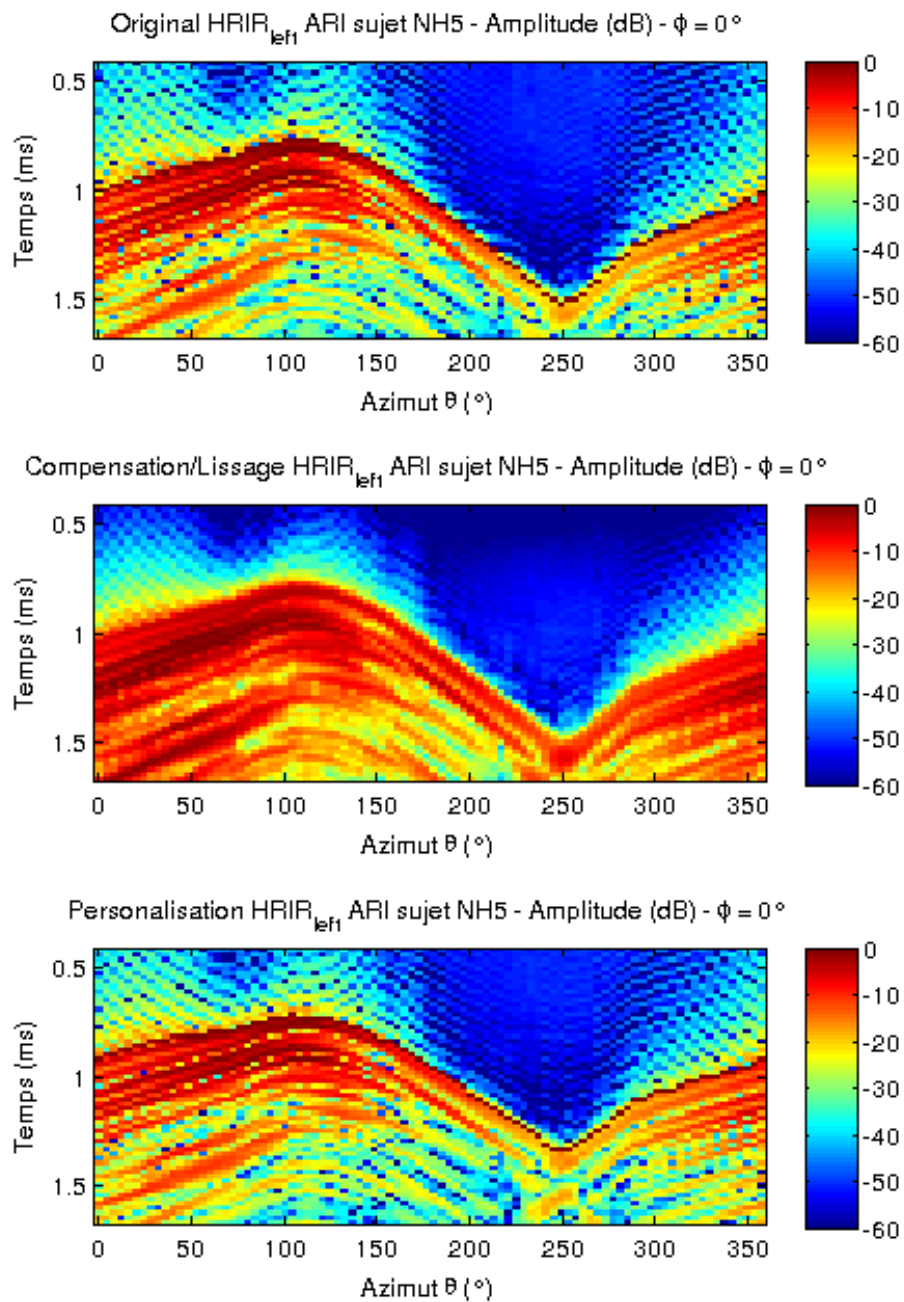 Original HRIR_left ARI sujet NH5 - Amplitude (dB) - ϕ = 0°
0.5
1
1.5
Temps (ms)
0 50 100 150 200 250 300 350
Azimut θ (°)
0
-10
-20
-30
-40
-50
-60
Compensation/Lissage HRIR_left ARI sujet NH5 - Amplitude (dB) - ϕ = 0°
0.5
1
1.5
Temps (ms)
0 50 100 150 200 250 300 350
Azimut θ (°)
0
-10
-20
-30
-40
-50
-60
Personalisation HRIR_left ARI sujet NH5 - Amplitude (dB) - ϕ = 0°
0.5
1
1.5
Temps (ms)
0 50 100 150 200 250 300 350
Azimut θ (°)
0
-10
-20
-30
-40
-50
-60